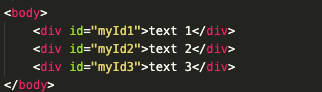 <body>
    <div id="myId1">text 1</div>
    <div id="myId2">text 2</div>
    <div id="myId3">text 3</div>
</body>